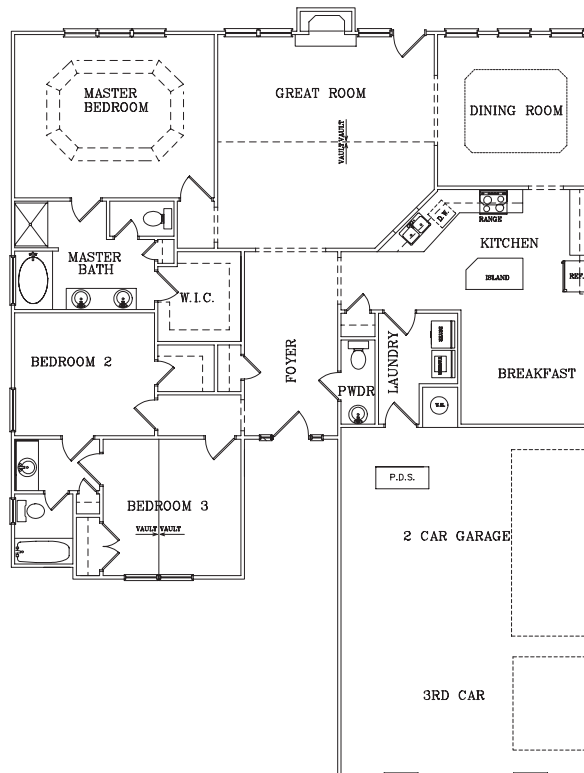 MASTER
BEDROOM
GREAT ROOM
DINING ROOM
VAULT VAULT
D.W.
RANGE
KITCHEN
MASTER
BATH
ISLAND
REF.
W.I.C.
BEDROOM 2
FOYER
LAUNDRY
PWDR
BREAKFAST
W.H.
P.D.S.
BEDROOM 3
VAULT VAULT
2 CAR GARAGE
3RD CAR